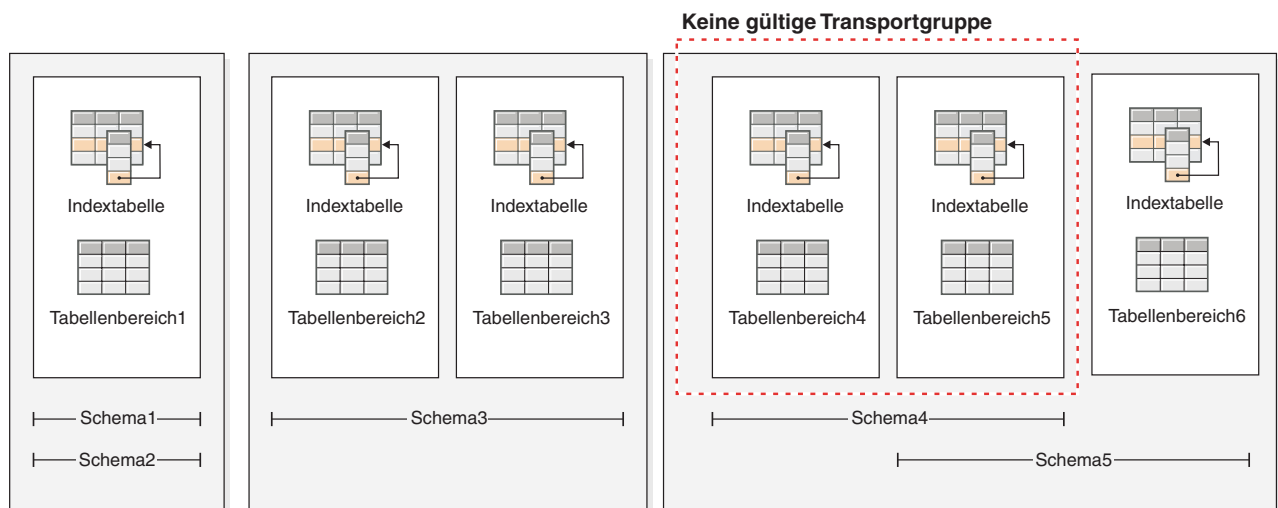 Keine gültige Transportgruppe
Indextabelle
Tabellenbereich1
Schema1
Schema2
Indextabelle
Tabellenbereich2
Indextabelle
Tabellenbereich3
Schema3
Indextabelle
Tabellenbereich4
Indextabelle
Tabellenbereich5
Indextabelle
Tabellenbereich6
Schema4
Schema5